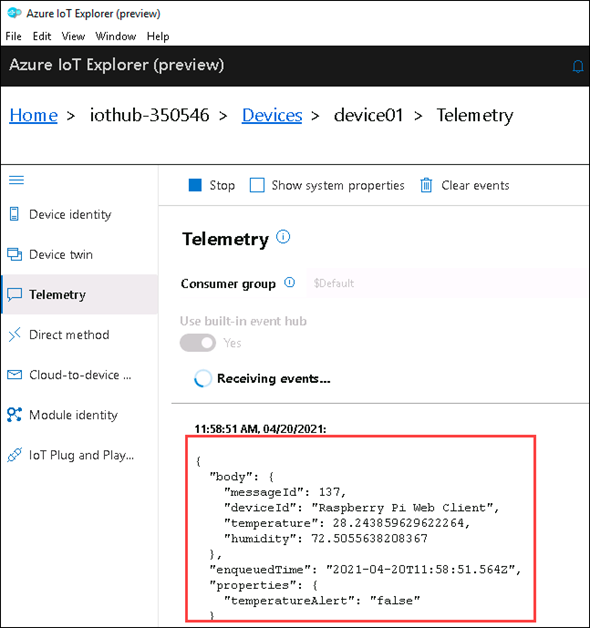 Azure IoT Explorer (preview)
File Edit View Window Help
Azure IoT Explorer (preview)
Home > iothub-350546 > Devices > device01 > Telemetry
Stop Show system properties Clear events
Device identity
Device twin
Telemetry
Direct method
Cloud-to-device ...
Module identity
IoT Plug and Play...
Telemetry
Consumer group $Default
Use built-in event hub
Yes
Receiving events...
11:58:51 AM, 04/20/2021:
{
"body": {
"messageId": 137,
"deviceId": "Raspberry Pi Web Client",
"temperature": 28.243859629622264,
"humidity": 72.5055638208367
},
"enqueuedTime": "2021-04-20T11:58:51.564Z",
"properties": {
"temperatureAlert": "false"
}